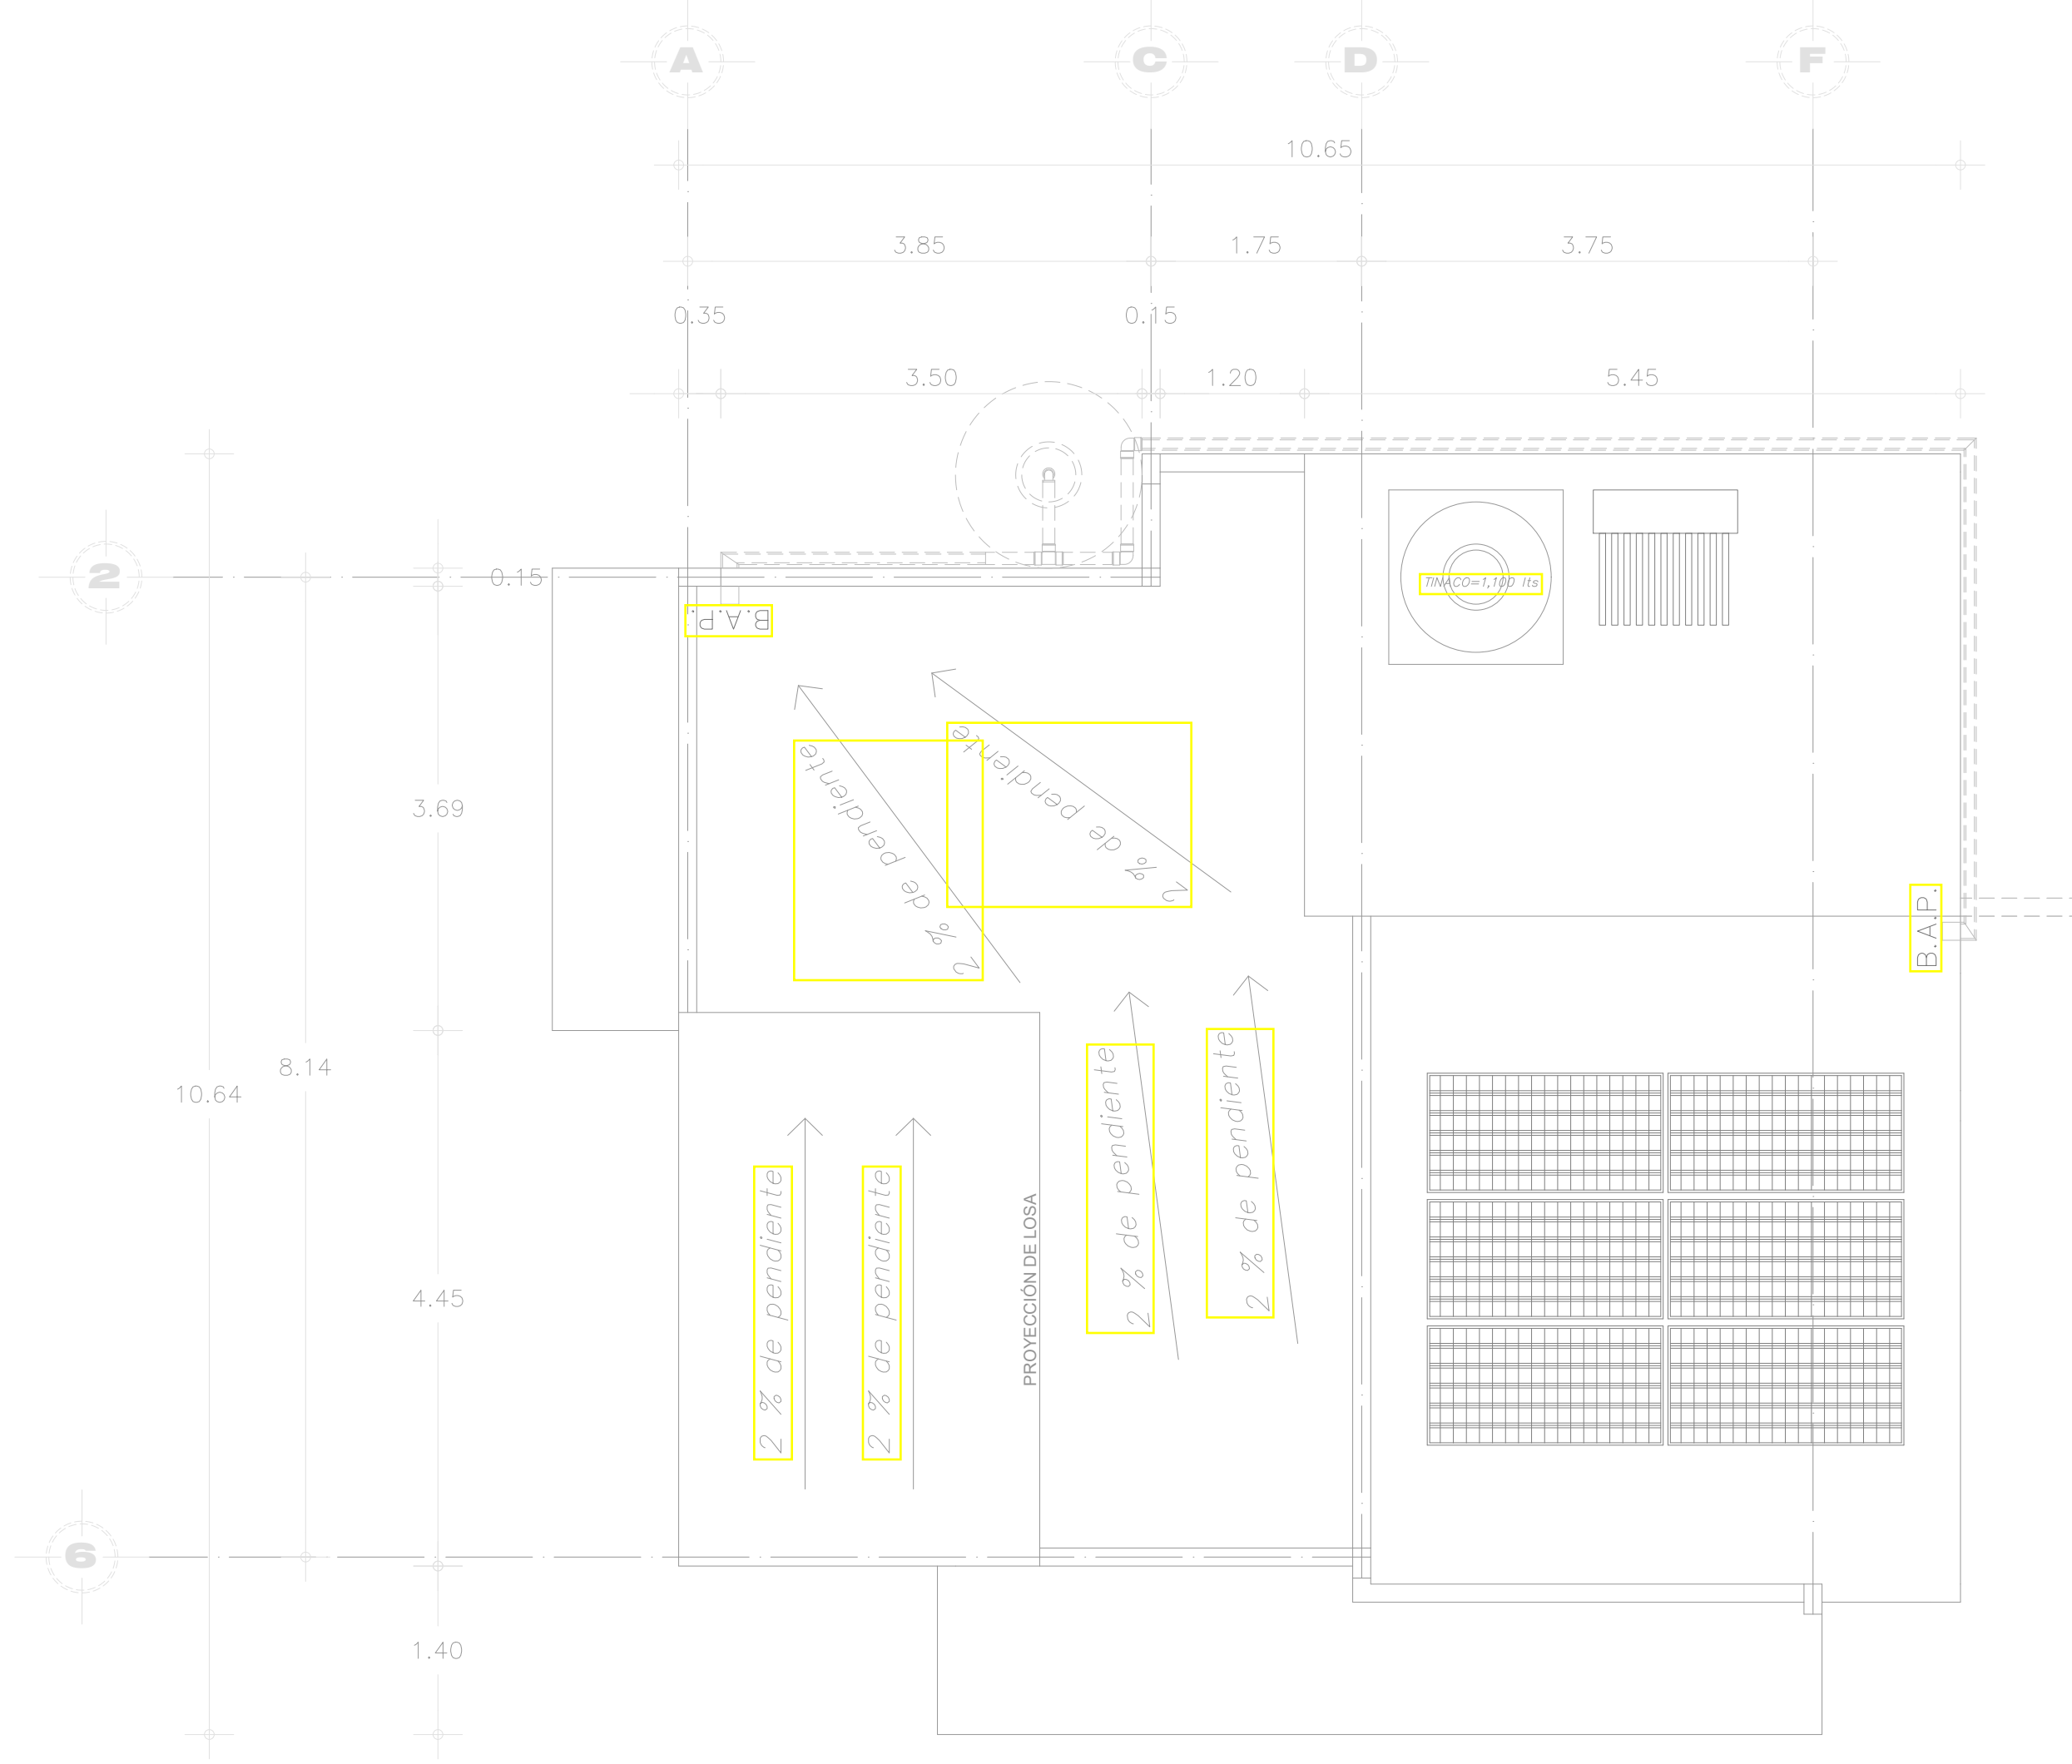 A
C
D
F
10.65
3.85
1.75
3.75
0.35
0.15
3.50
1.20
5.45
2
0.15
TINACO=1,100 lts
B.A.P.
2 % de pendiente
2 % de pendiente
3.69
B.A.P.
8.14
10.64
2 % de pendiente
2 % de pendiente
2 % de pendiente
2 % de pendiente
PROYECCIÓN DE LOSA
4.45
6
1.40